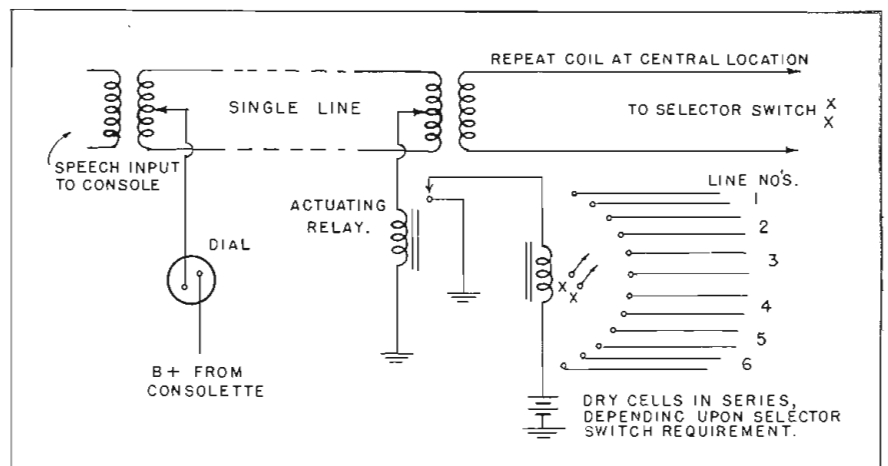 REPEAT COIL AT CENTRAL LOCATION
SINGLE LINE
TO SELECTOR SWITCH X
X
SPEECH INPUT
TO CONSOLE
LINE NO'S.
1
ACTUATING
RELAY.
2
DIAL
3
X
X
4
5
B+ FROM
CONSOLETTE
6
DRY CELLS IN SERIES,
DEPENDING UPON SELECTOR
SWITCH REQUIREMENT.